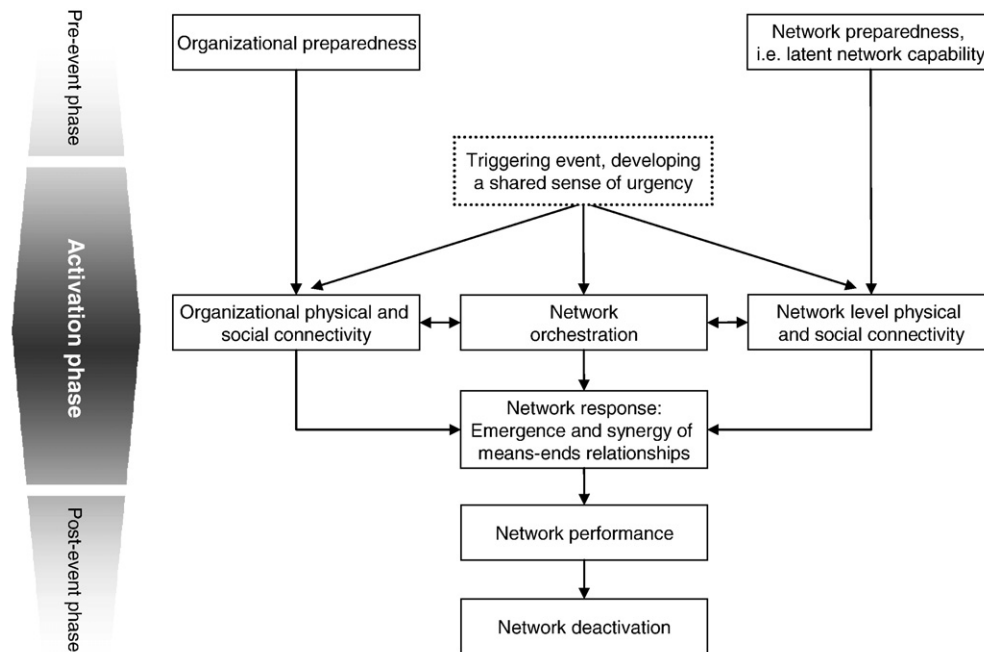 Pre-event phase
Organizational preparedness
Network preparedness,
i.e. latent network capability
Triggering event, developing
a shared sense of urgency
Activation phase
Organizational physical and
social connectivity
Network
orchestration
Network level physical
and social connectivity
Network response:
Emergence and synergy of
means-ends relationships
Post-event phase
Network performance
Network deactivation